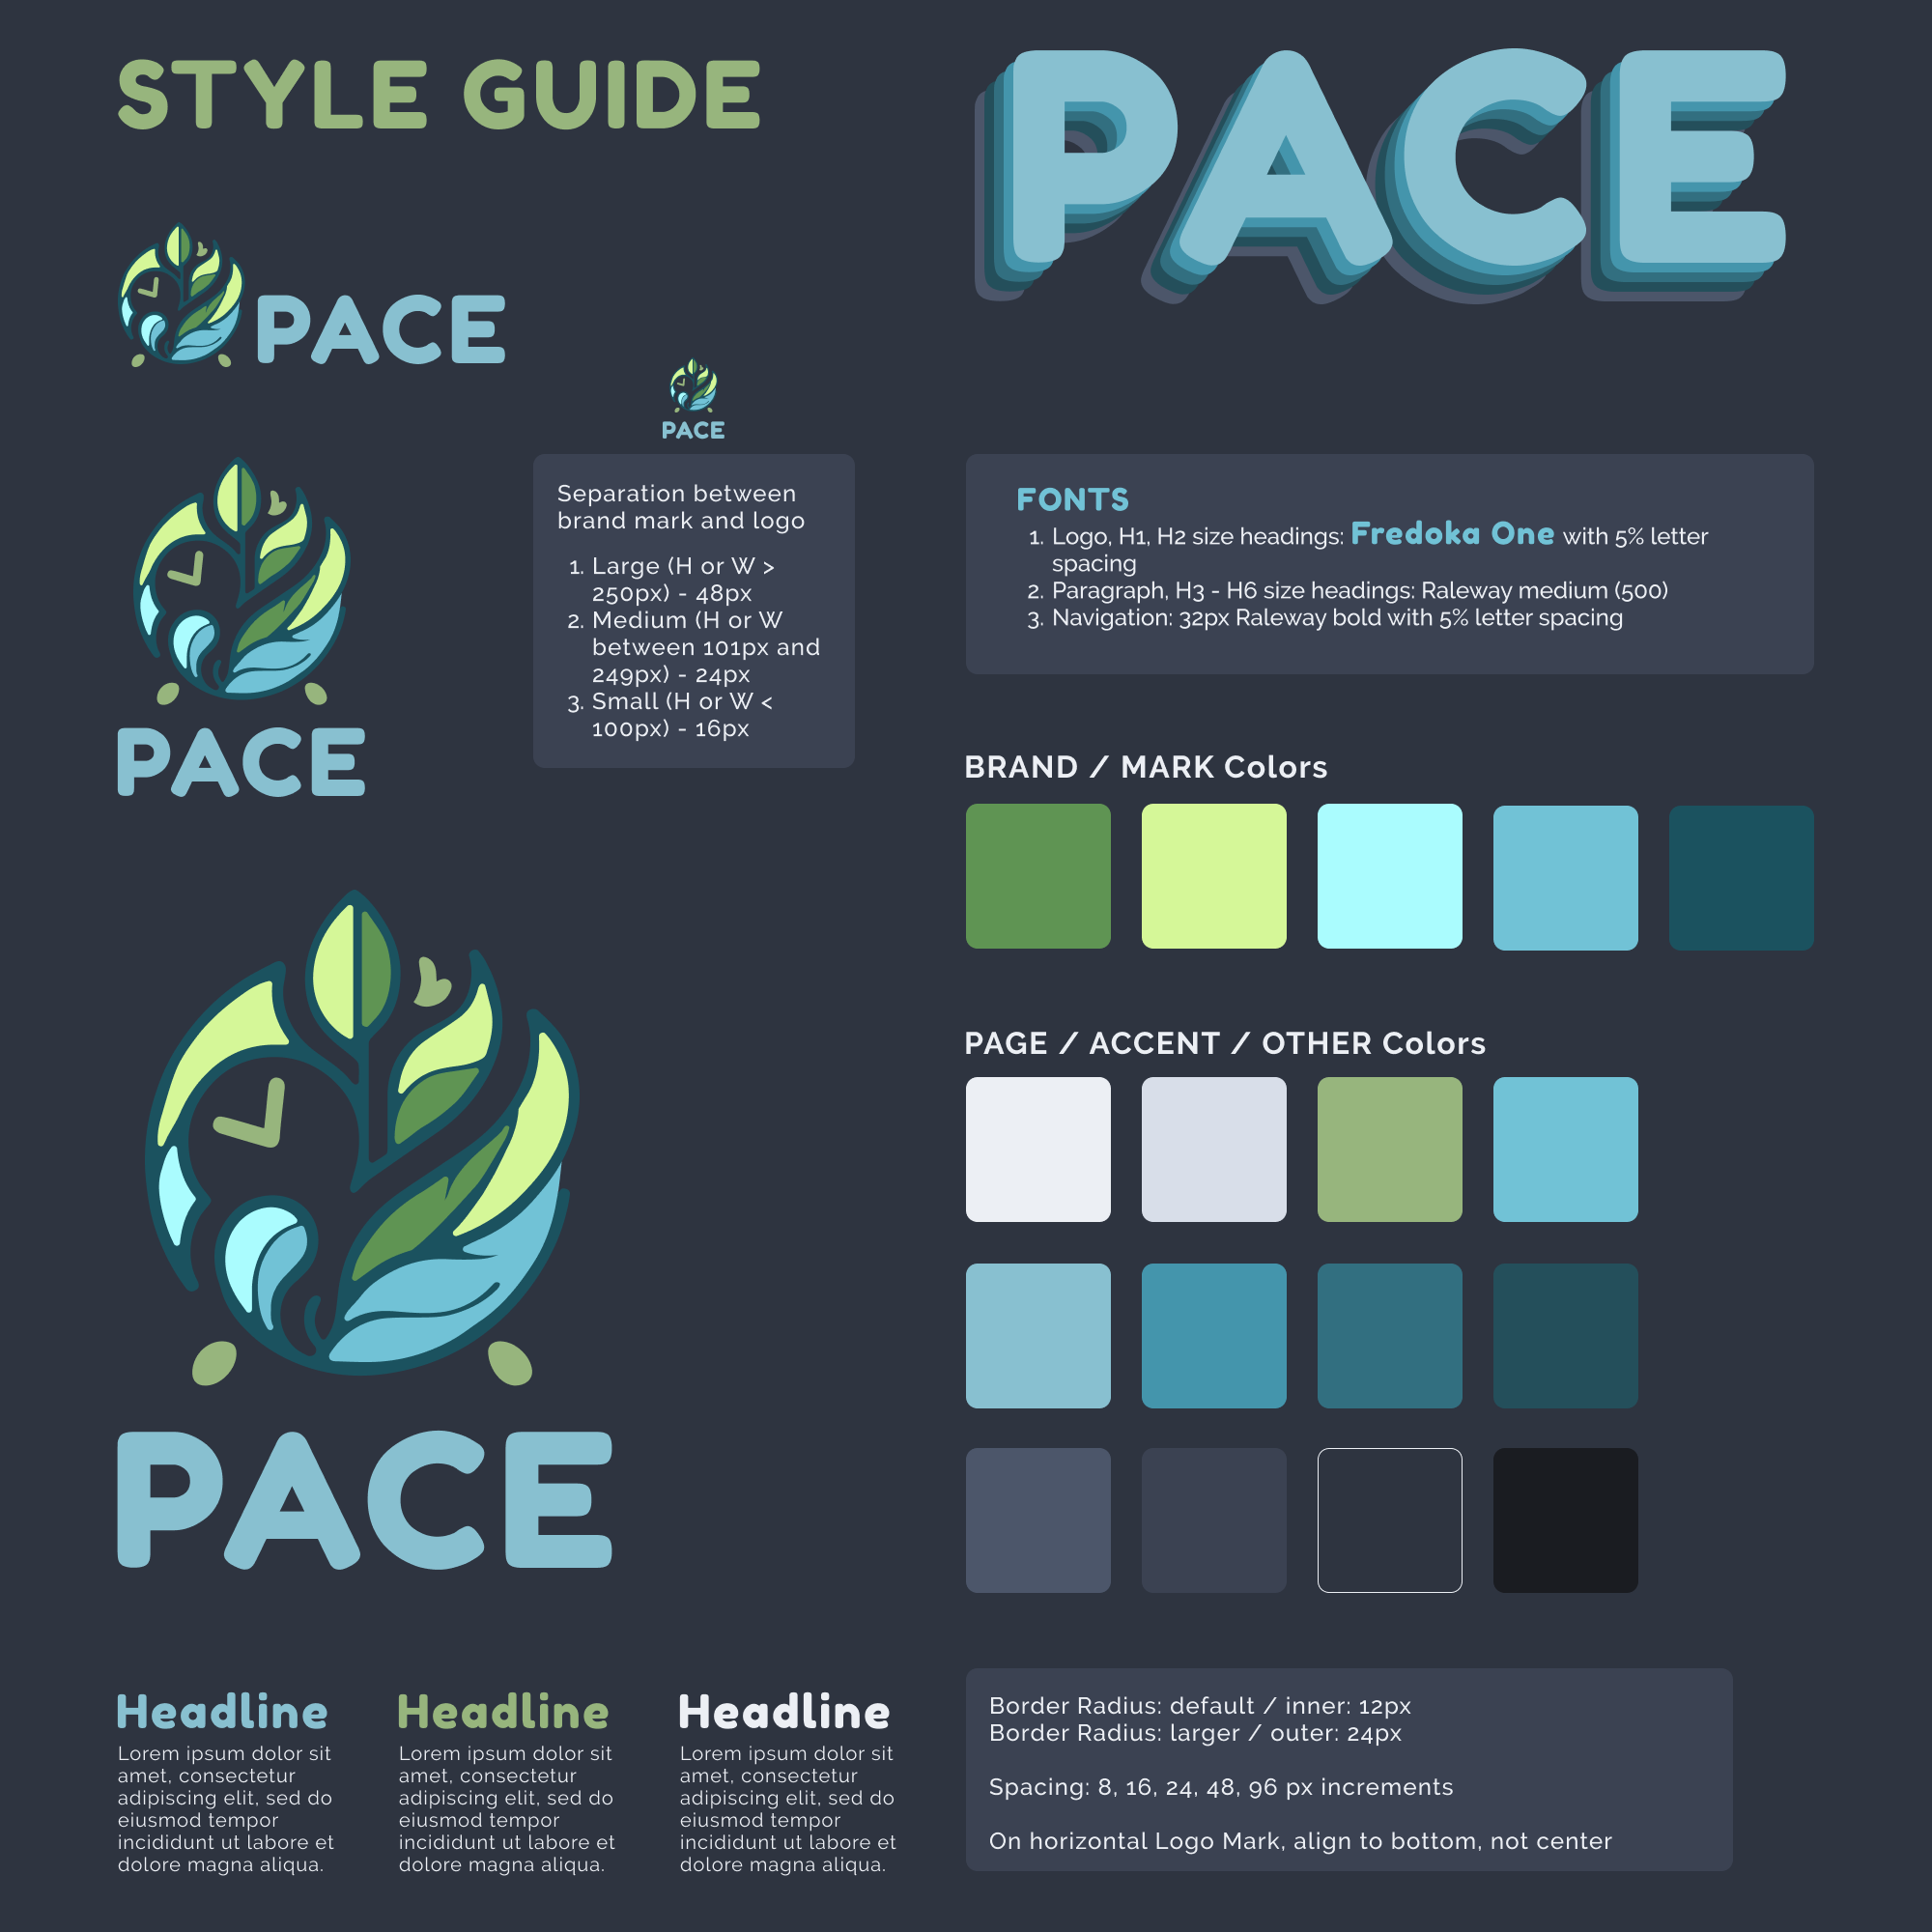 STYLE GUIDE
PACE
PACE
PACE
Separation between
brand mark and logo
1. Large (H or W >
250px) - 48px
2. Medium (H or W
between 101px and
249px) - 24px
3. Small (H or W <
100px) - 16px
PACE
PACE
Headline
Lorem ipsum dolor sit
amet, consectetur
adipiscing elit, sed do
eiusmod tempor
incididunt ut labore et
dolore magna aliqua.
Headline
Lorem ipsum dolor sit
amet, consectetur
adipiscing elit, sed do
eiusmod tempor
incididunt ut labore et
dolore magna aliqua.
Headline
Lorem ipsum dolor sit
amet, consectetur
adipiscing elit, sed do
eiusmod tempor
incididunt ut labore et
dolore magna aliqua.
FONTS
1. Logo, H1, H2 size headings: Fredoka One with 5% letter
spacing
2. Paragraph, H3 - H6 size headings: Raleway medium (500)
3. Navigation: 32px Raleway bold with 5% letter spacing
BRAND / MARK Colors
PAGE / ACCENT / OTHER Colors
Border Radius: default / inner: 12px
Border Radius: larger / outer: 24px
Spacing: 8, 16, 24, 48, 96 px increments
On horizontal Logo Mark, align to bottom, not center